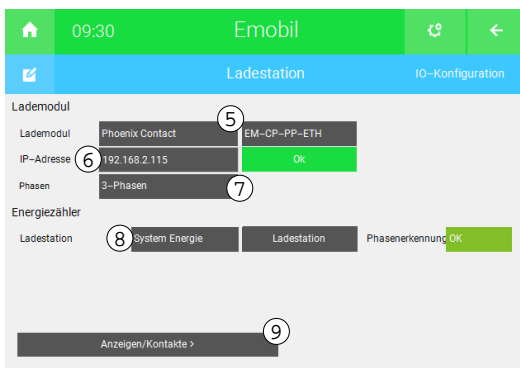 09:30 Emobil
Ladestation IO-Konfiguration
Lademodul
5
Lademodul Phoenix Contact EM-CP-PP-ETH
IP-Adresse 6 192.168.2.115 Ok
Phasen 3-Phasen 7
Energiezähler
Ladestation 8 System Energie Ladestation Phasenerkennung OK
9
Anzeigen/Kontakte >